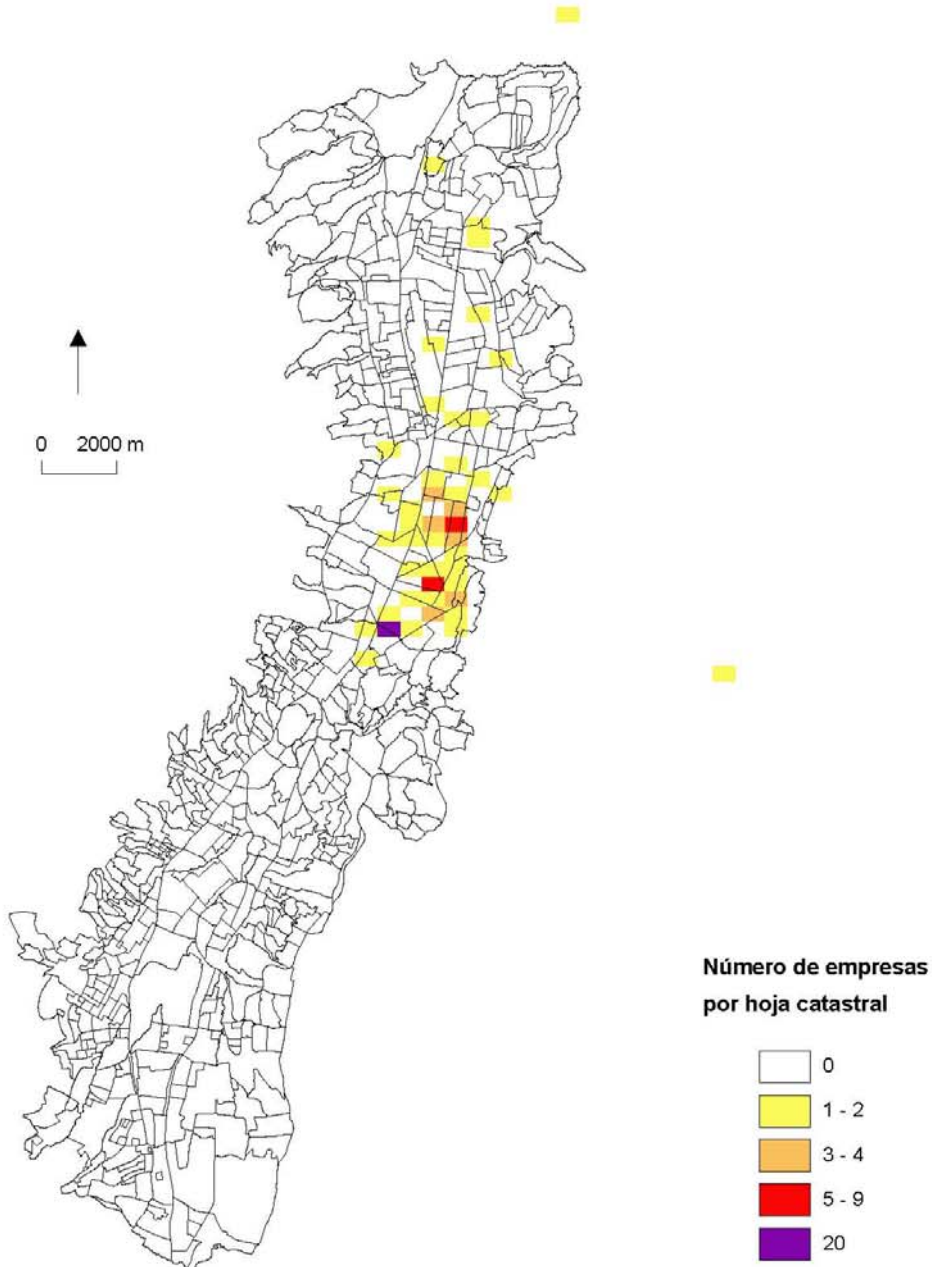 0 2000 m
Número de empresas
por hoja catastral
0
1 - 2
3 - 4
5 - 9
20